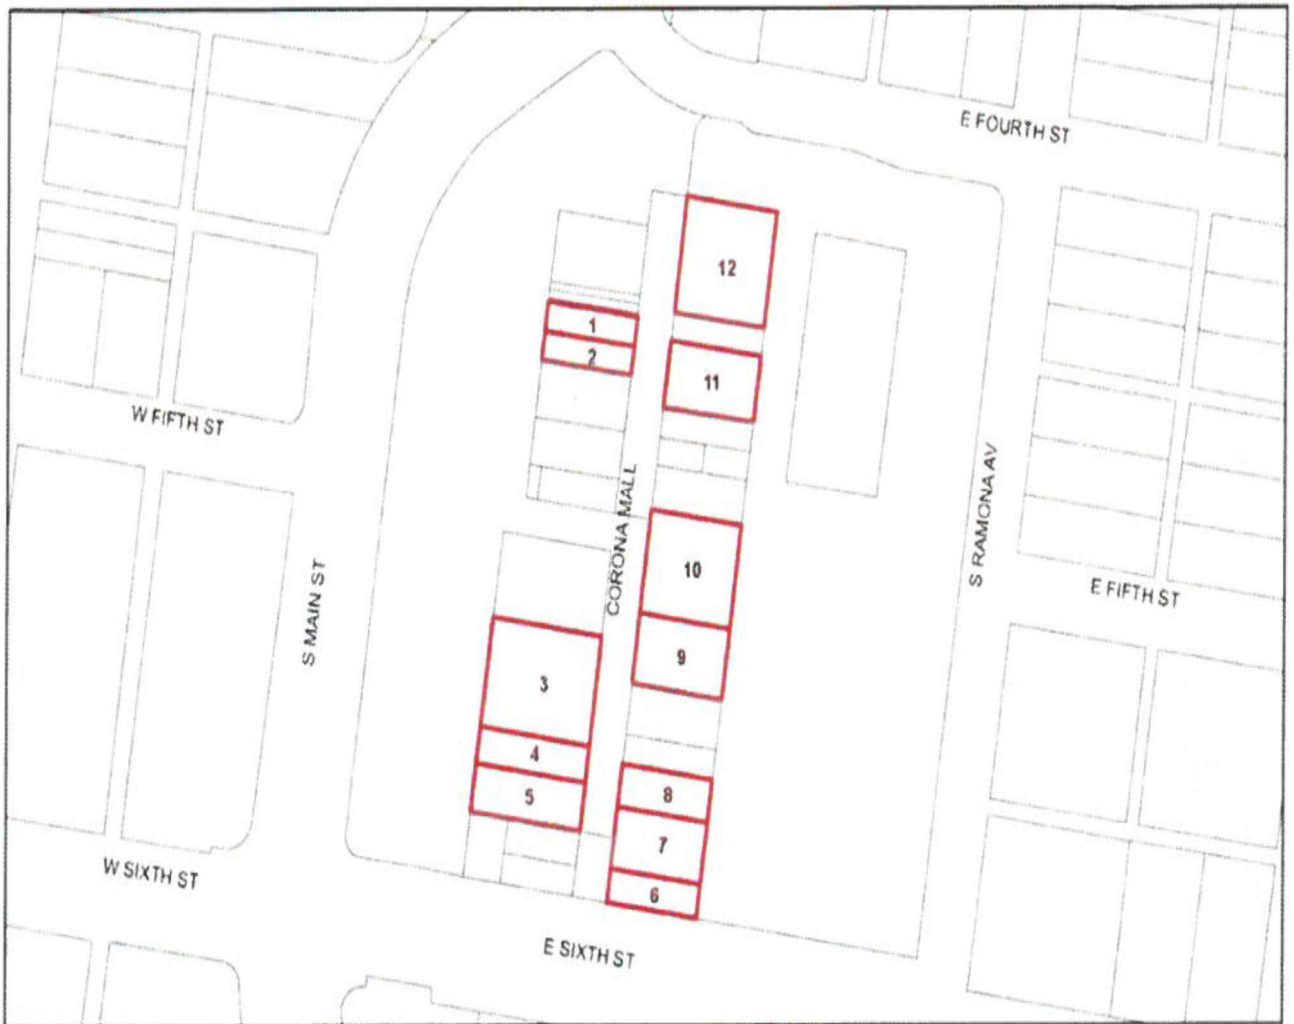 E FOURTH ST
12
1
2
11
W FIFTH ST
CORONA MALL
S RAMONA AV
10
E FIFTH ST
S MAIN ST
9
3
4
5
8
7
6
W SIXTH ST
E SIXTH ST